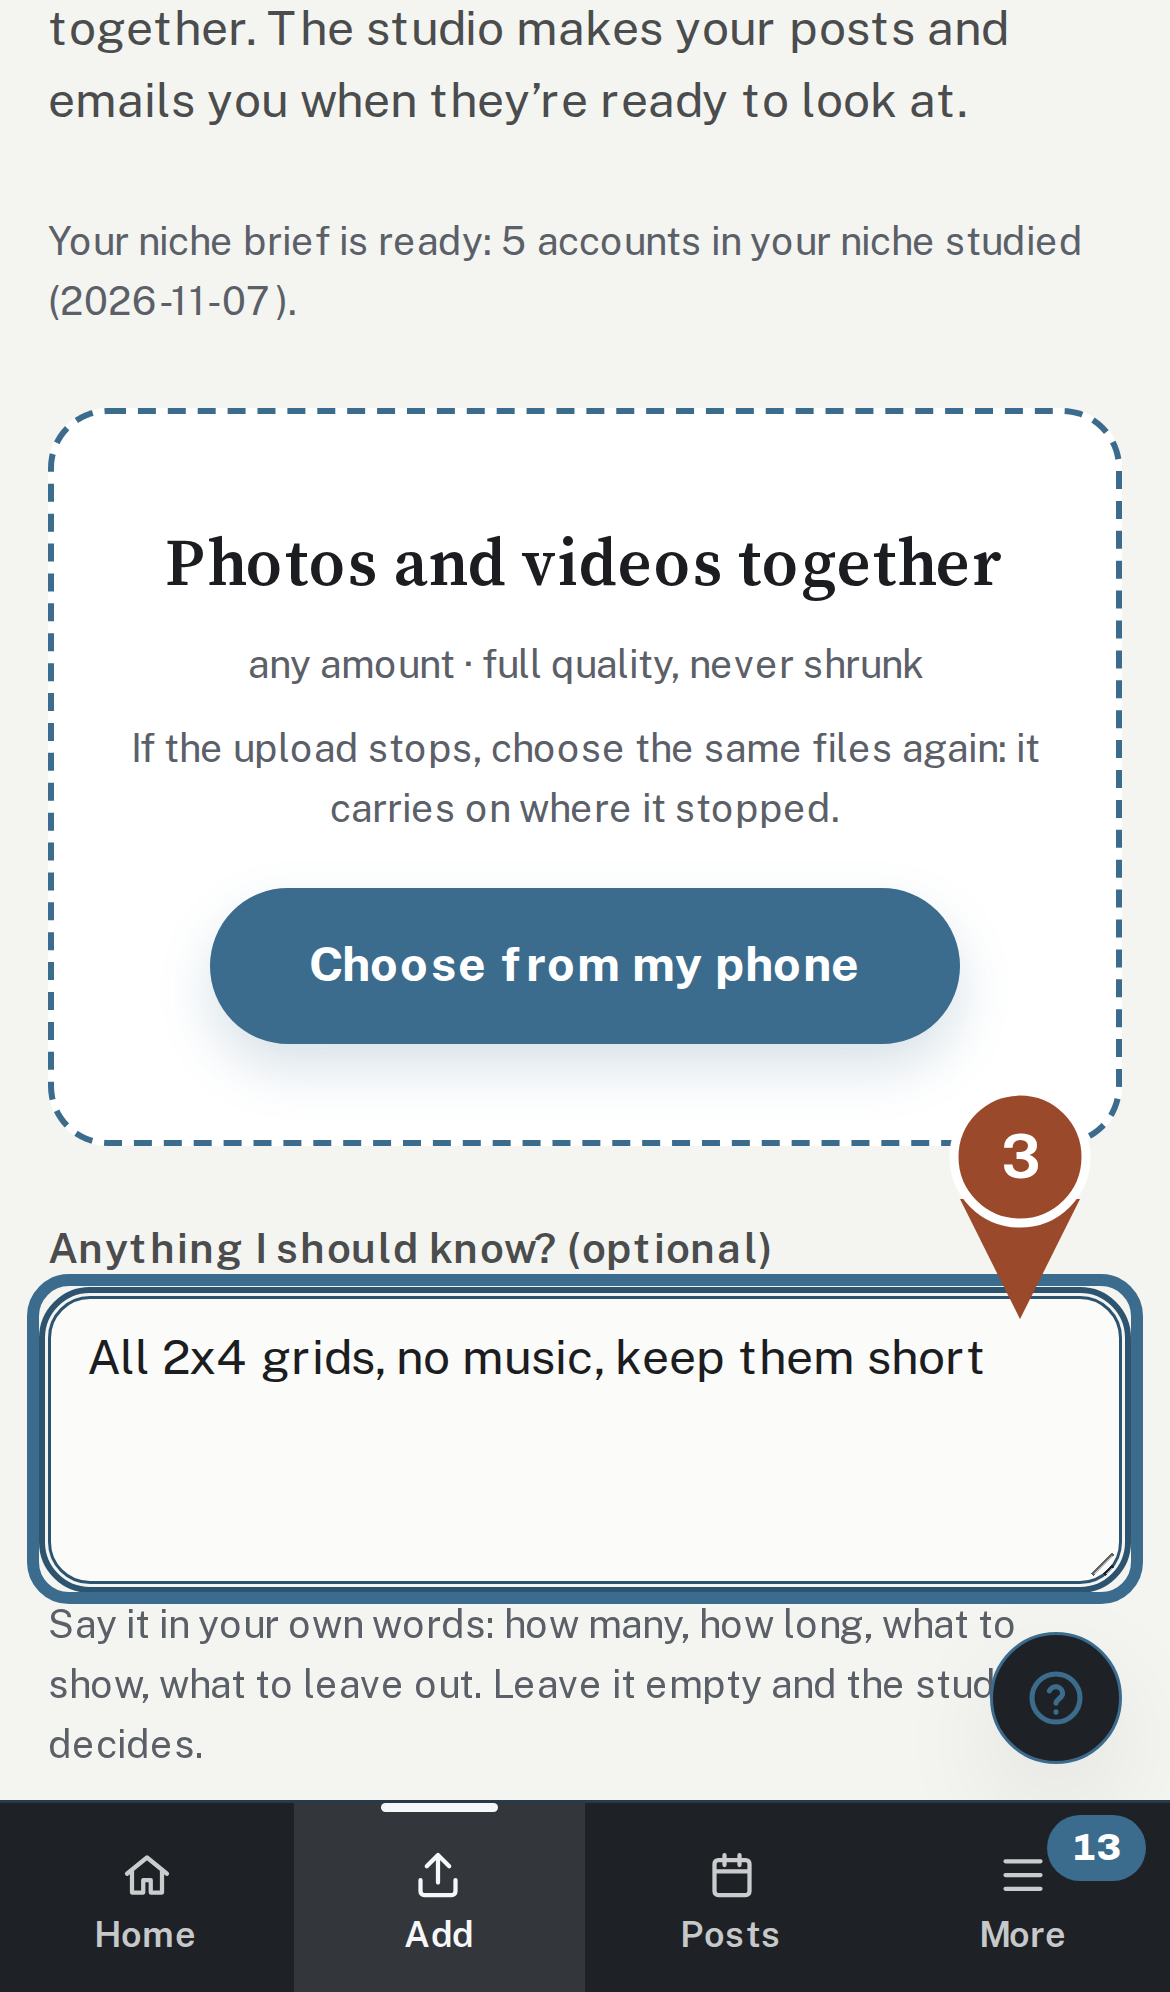 together. The studio makes your posts and
emails you when they’re ready to look at.
Your niche brief is ready: 5 accounts in your niche studied
(2026-11-07).
Photos and videos together
any amount · full quality, never shrunk
If the upload stops, choose the same files again: it
carries on where it stopped.
Choose from my phone
3
Anything I should know? (optional)
All 2x4 grids, no music, keep them short
Say it in your own words: how many, how long, what to
show, what to leave out. Leave it empty and the
decides.
13
Home
Add
Posts
More